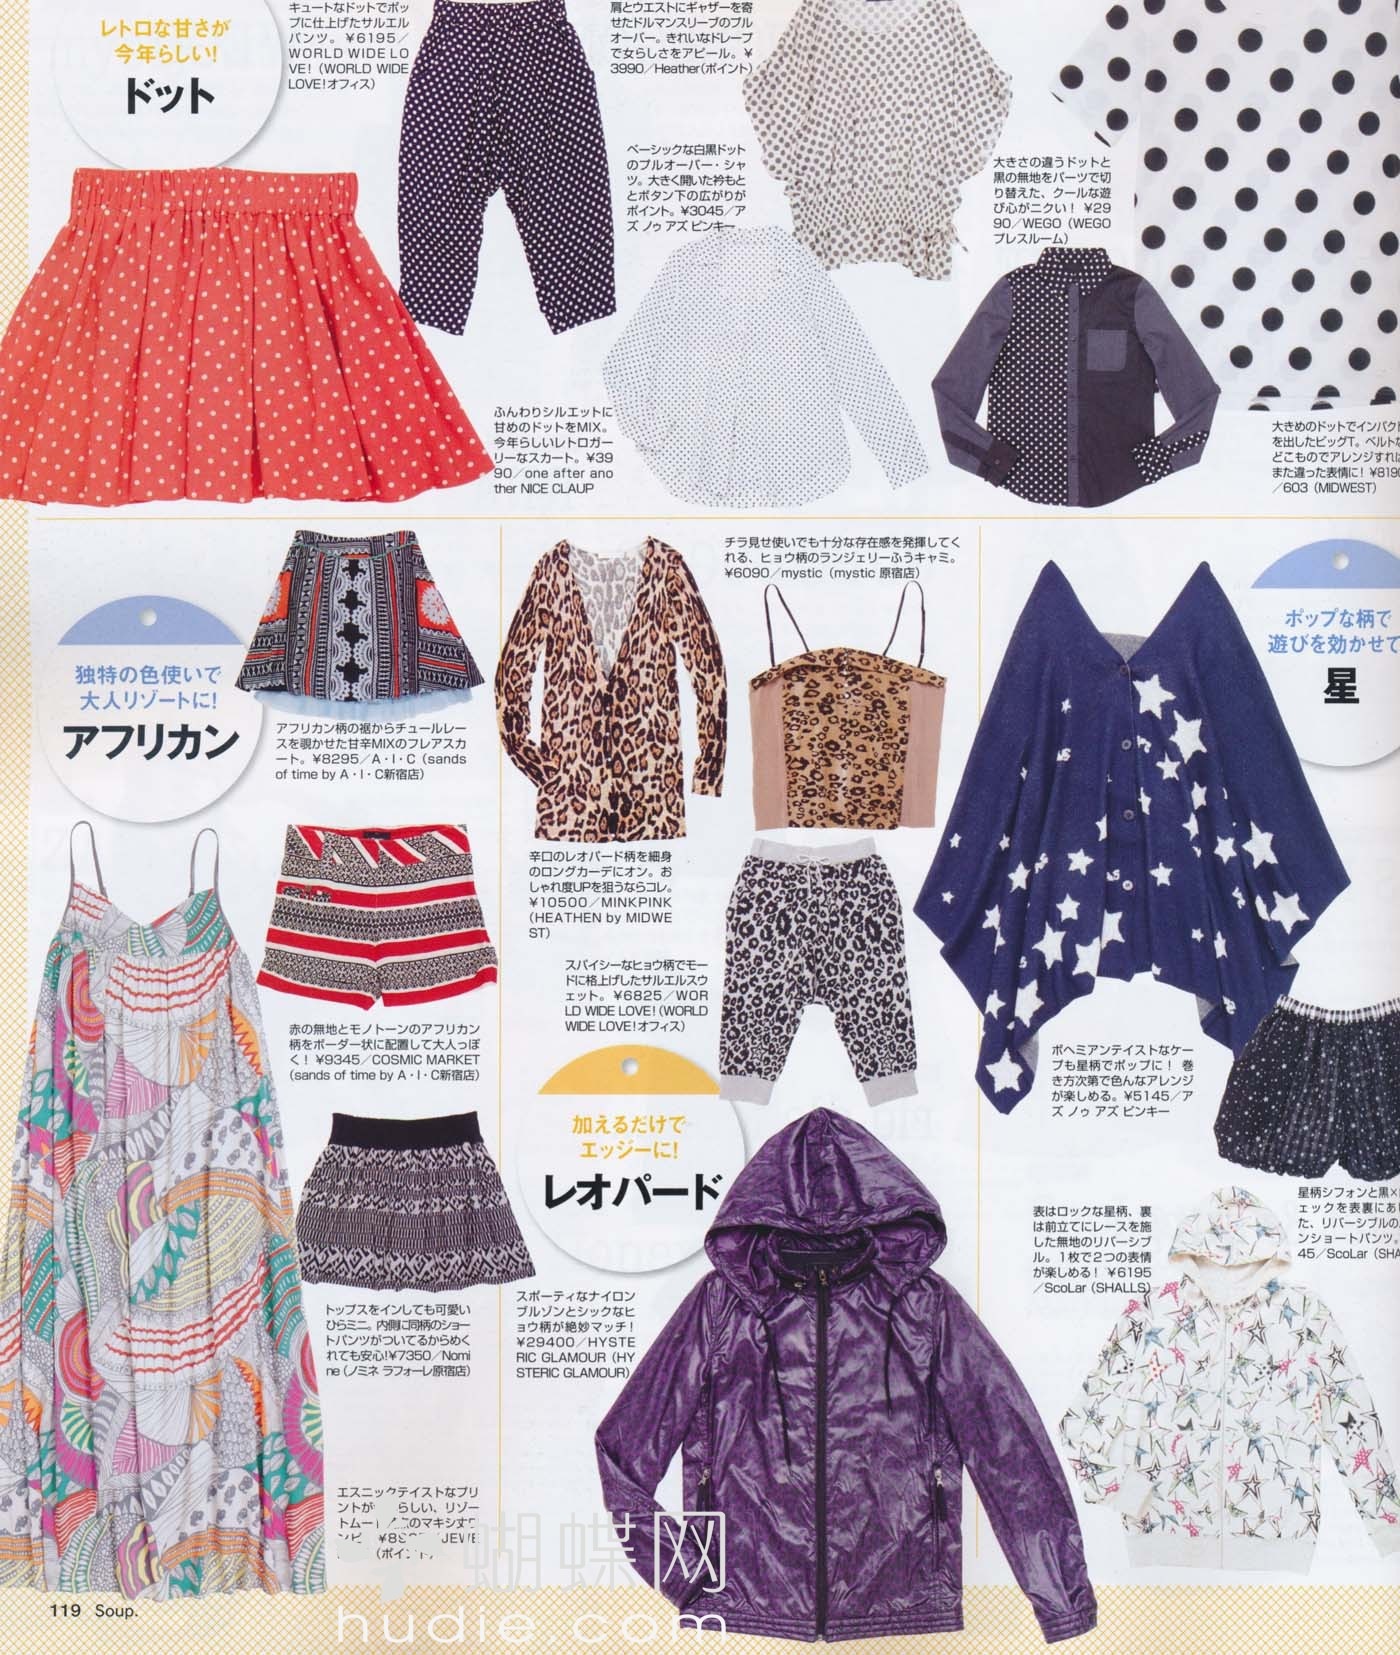 レトロな甘さが
今年らしい!
ドット
キュートなドットでポッ
プに仕上げたサルエル
パンツ。¥6195/
WORLD WIDE LO
VE!(WORLD WIDE
LOVE!オフィス)
肩とウエストにギャザーを寄
せたドルマンスリーブのプル
オーバー。きれいなドレープ
で女らしさをアピール。¥
3990/Heather(ポイント)
ベーシックな白黒ドット
のプルオーバー・シャ
ツ。大きく開いた衿もと
とボタン下の広がりが
ポイント。¥3045/ア
ズ ノゥ アズ ピンキー
大きさの違うドットと
黒の無地をパーツで切
り替えた、クールな遊
び心がニクい! ¥29
90/WEGO(WEGO
プレスルーム)
ふんわりシルエットに
甘めのドットをMIX。
今年らしいレトロガー
リーなスカート。¥39
90/one after ano
ther NICE CLAUP
大きめのドットでインパクト
を出したビッグT。ベルトな
どこものでアレンジすれば
また違った表情に! ¥8190
/603(MIDWEST)
独特の色使いで
大人リゾートに!
アフリカン
アフリカン柄の裾からチュールレー
スを覗かせた甘辛MIXのフレアスカ
ート。¥8295/A・I・C(sands
of time by A・I・C新宿店)
赤の無地とモノトーンのアフリカン
柄をボーダー状に配置して大人っぽ
く! ¥9345/COSMIC MARKET
(sands of time by A・I・C新宿店)
トップスをインしても可愛い
ひらミニ。内側に同柄のショー
トパンツがついてるからめく
れても安心!¥7350/Nomi
ne(ノミネ ラフォーレ原宿店)
エスニックテイストなプリ
ントが らしい、リゾー
トムー のマキシ丈ワ
ンピ。
(ポイント)
チラ見せ使いでも十分な存在感を発揮してく
れる、ヒョウ柄のランジェリーふうキャミ。
¥6090/mystic(mystic 原宿店)
辛口のレオパード柄を細身
のロングカーデにオン。お
しゃれ度UPを狙うならコレ。
¥10500/MINKPINK
(HEATHEN by MIDWE
ST)
スパイシーなヒョウ柄でモー
ドに格上げしたサルエルスウ
ェット。¥6825/WOR
LD WIDE LOVE!(WORLD
WIDE LOVE!オフィス)
加えるだけで
エッジーに!
レオパード
スポーティなナイロン
ブルゾンとシックなヒ
ョウ柄が絶妙マッチ!
¥29400/HYSTE
RIC GLAMOUR(HY
STERIC GLAMOUR)
ポップな柄で
遊びを効かせて
星
ボヘミアンテイストなケー
プも星柄でポップに! 巻
き方次第で色んなアレンジ
が楽しめる。¥5145/ア
ズ ノゥ アズ ピンキー
星柄シフォンと黒×
ェックを表裏にあし
た、リバーシブルの
ンショートパンツ。
45/ScoLar(SHA
表はロックな星柄、裏
は前立てにレースを施
した無地のリバーシブ
ル。1枚で2つの表情
が楽しめる! ¥6195
/ScoLar(SHALLS)
119 Soup.
蝴蝶网
hudie.com